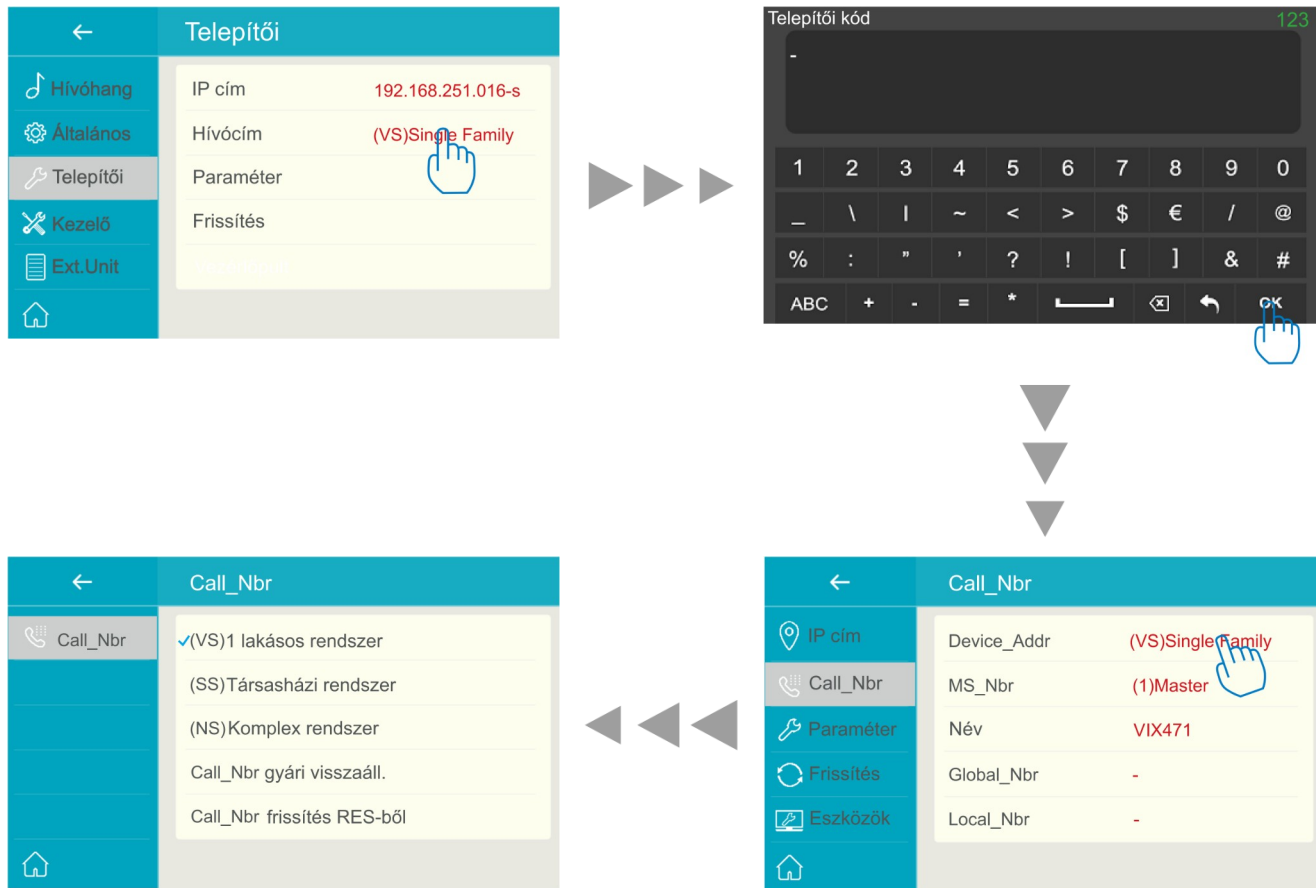 Telepítői
Hívóhang
Általános
Telepítői
Kezelő
Ext.Unit
IP cím 192.168.251.016-s
Hívócím (VS)Single Family
Paraméter
Frissítés
Telepítői kód 123
-
1 2 3 4 5 6 7 8 9 0
_ \ | ~ < > $ € / @
% : " ' ? ! [ ] & #
ABC + - = * OK
Call_Nbr
Call_Nbr
✓(VS)1 lakásos rendszer
(SS)Társasházi rendszer
(NS)Komplex rendszer
Call_Nbr gyári visszaáll.
Call_Nbr frissítés RES-ből
Call_Nbr
IP cím
Call_Nbr
Paraméter
Frissítés
Eszközök
Device_Addr (VS)Single Family
MS_Nbr (1)Master
Név VIX471
Global_Nbr -
Local_Nbr -